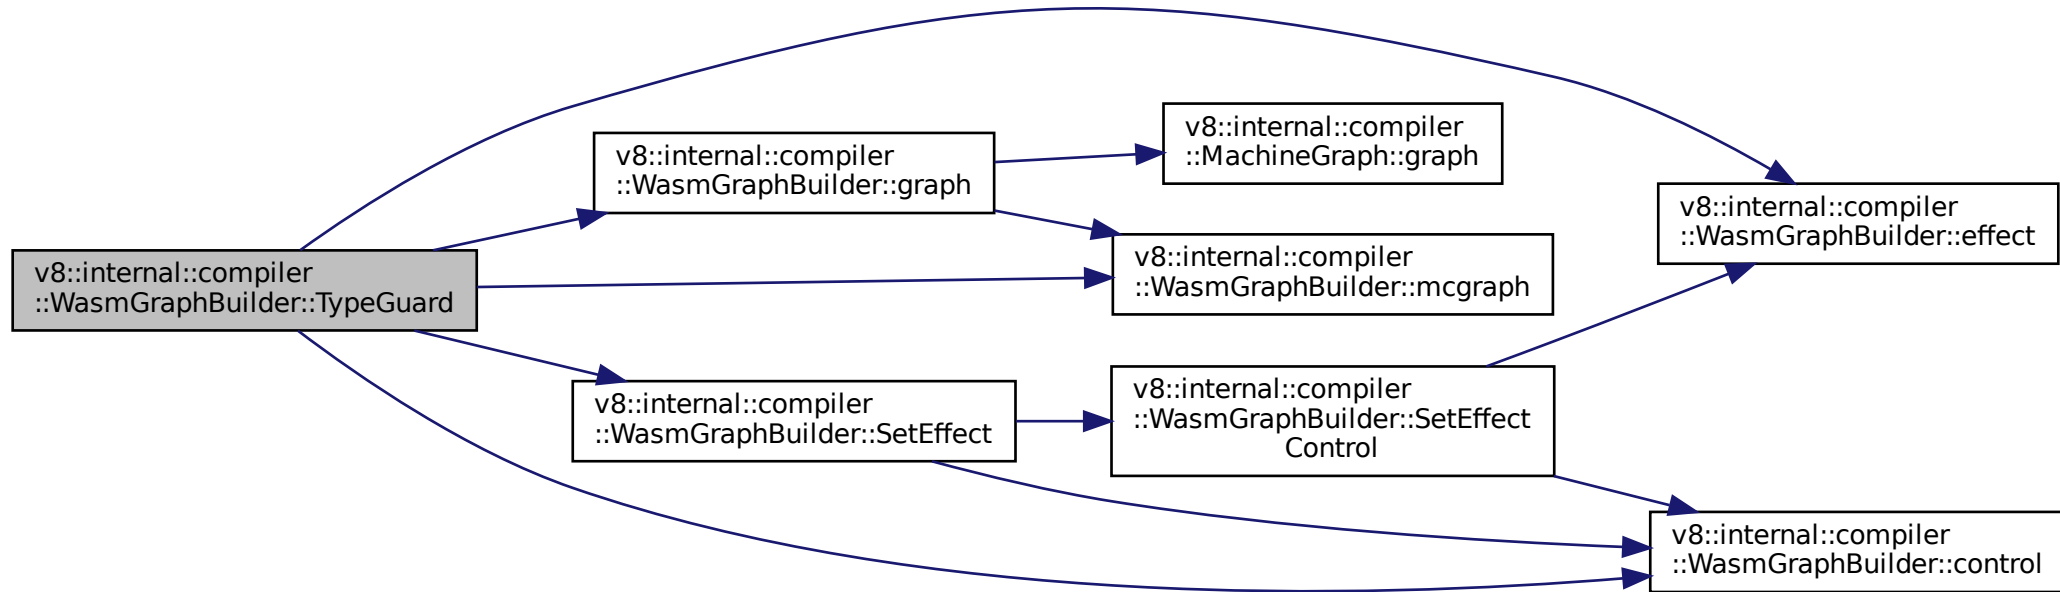 v8::internal::compiler
::WasmGraphBuilder::TypeGuard
v8::internal::compiler
::WasmGraphBuilder::graph
v8::internal::compiler
::WasmGraphBuilder::SetEffect
v8::internal::compiler
::MachineGraph::graph
v8::internal::compiler
::WasmGraphBuilder::mcgraph
v8::internal::compiler
::WasmGraphBuilder::SetEffect
Control
v8::internal::compiler
::WasmGraphBuilder::effect
v8::internal::compiler
::WasmGraphBuilder::control